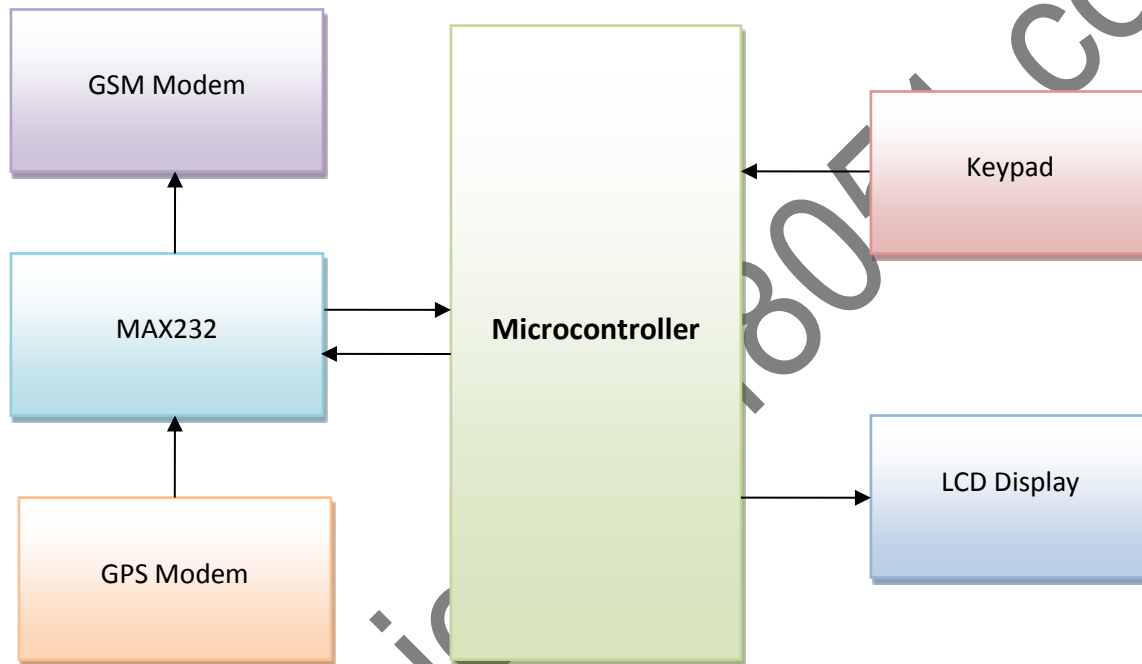 GSM Modem
Keypad
MAX232
Microcontroller
LCD Display
GPS Modem